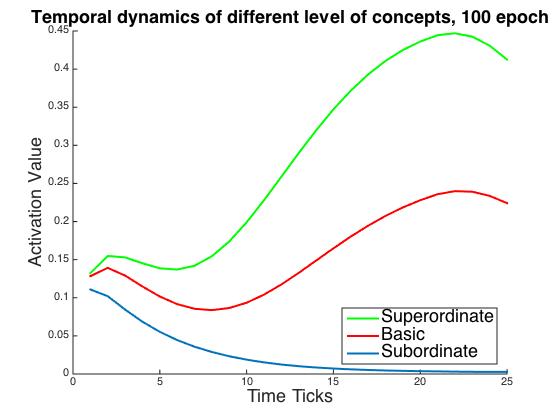 Temporal dynamics of different level of concepts, 100 epoch
0.45
0.4
0.35
0.3
0.25
0.2
0.15
0.1
0.05
0
Activation Value
Superordinate
Basic
Subordinate
0 5 10 15 20 25
Time Ticks